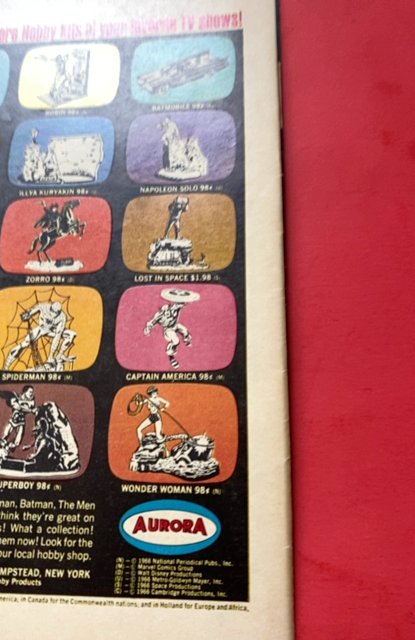 ore Hobby Kits of your favorite TV shows!
ROBIN 98¢
BATMOBILE 98¢
ILLYA KURYAKIN 98¢
NAPOLEON SOLO 98¢
ZORRO 98¢ (D)
LOST IN SPACE $1.98 (S)
SPIDERMAN 98¢ (M)
CAPTAIN AMERICA 98¢ (M)
UPERBOY 98¢ (N)
WONDER WOMAN 98¢ (N)
man, Batman, The Men
think they're great on
s! What a collection!
em now! Look for the
our local hobby shop.
MPSTEAD, NEW YORK
bby Products
AURORA
(N) — © 1966 National Periodical Pubs., Inc.
(M) — © Marvel Comics Group
(D) — © Walt Disney Productions
(G) — © 1966 Metro-Goldwyn Mayer, Inc.
(S) — © 1966 Space Productions
(C) — © 1966 Cambridge Productions, Inc.
merica; in Canada for the Commonwealth nations, and in Holland for Europe and Africa,